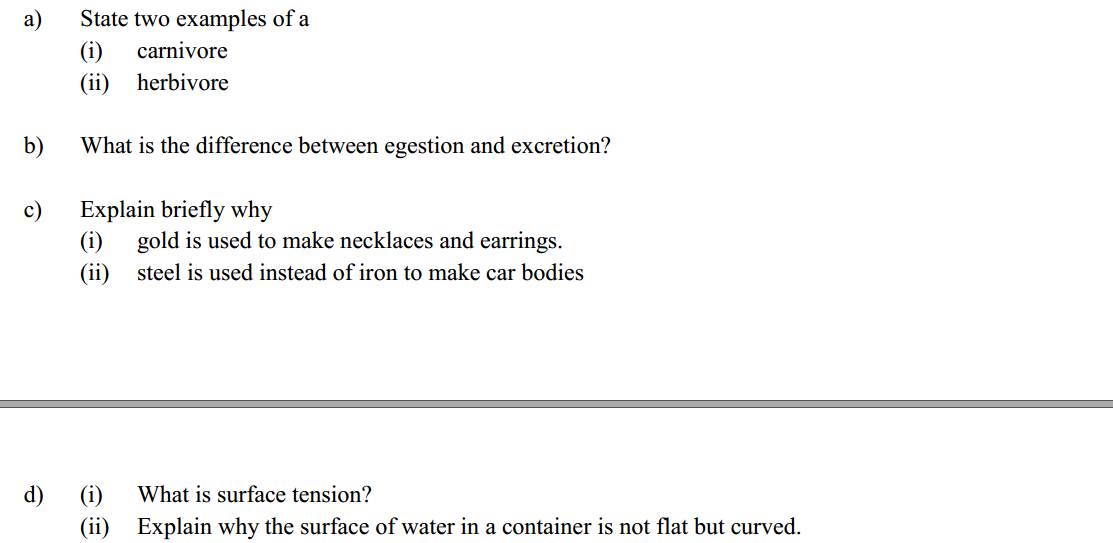 a) State two examples of a
(i) carnivore
(ii) herbivore
b) What is the difference between egestion and excretion?
c) Explain briefly why
(i) gold is used to make necklaces and earrings.
(ii) steel is used instead of iron to make car bodies
d) (i) What is surface tension?
(ii) Explain why the surface of water in a container is not flat but curved.